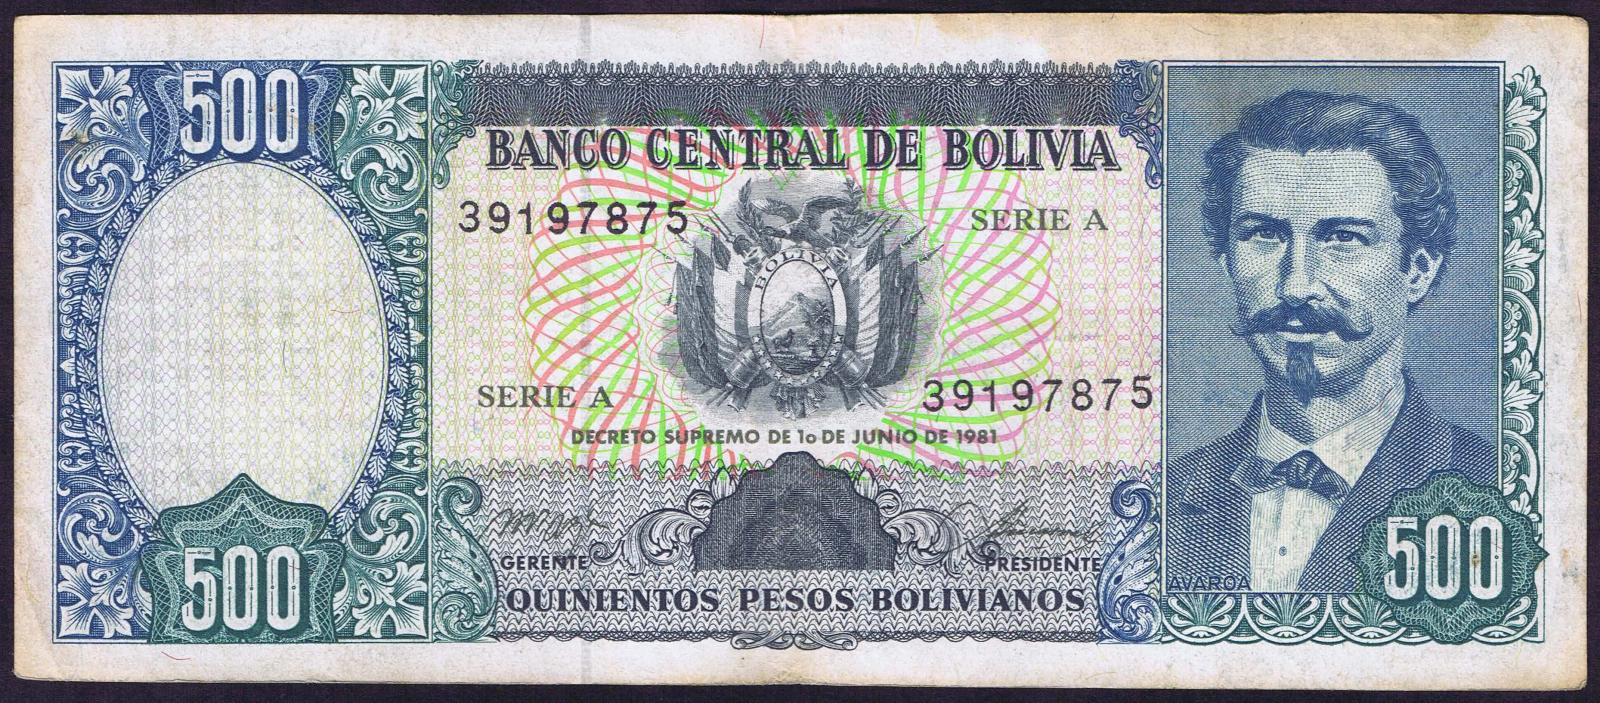 500
BANCO CENTRAL DE BOLIVIA
39197875
SERIE A
BOLIVIA
SERIE A
39197875
DECRETO SUPREMO DE 1o DE JUNIO DE 1981
GERENTE
PRESIDENTE
AVAROA
500
500
QUINIENTOS PESOS BOLIVIANOS